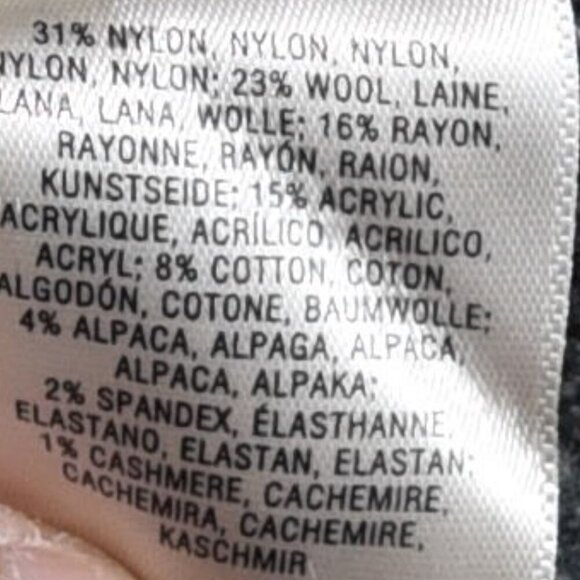 31% NYLON, NYLON, NYLON,
NYLON, NYLON; 23% WOOL, LAINE,
LANA, LANA, WOLLE; 16% RAYON,
RAYONNE, RAYÓN, RAION,
KUNSTSEIDE; 15% ACRYLIC,
ACRYLIQUE, ACRÍLICO, ACRILICO,
ACRYL; 8% COTTON, COTON,
ALGODÓN, COTONE, BAUMWOLLE;
4% ALPACA, ALPAGA, ALPACA,
ALPACA, ALPAKA;
2% SPANDEX, ÉLASTHANNE,
ELASTANO, ELASTAN, ELASTAN;
1% CASHMERE, CACHEMIRE,
CACHEMIRA, CACHEMIRE,
KASCHMIR